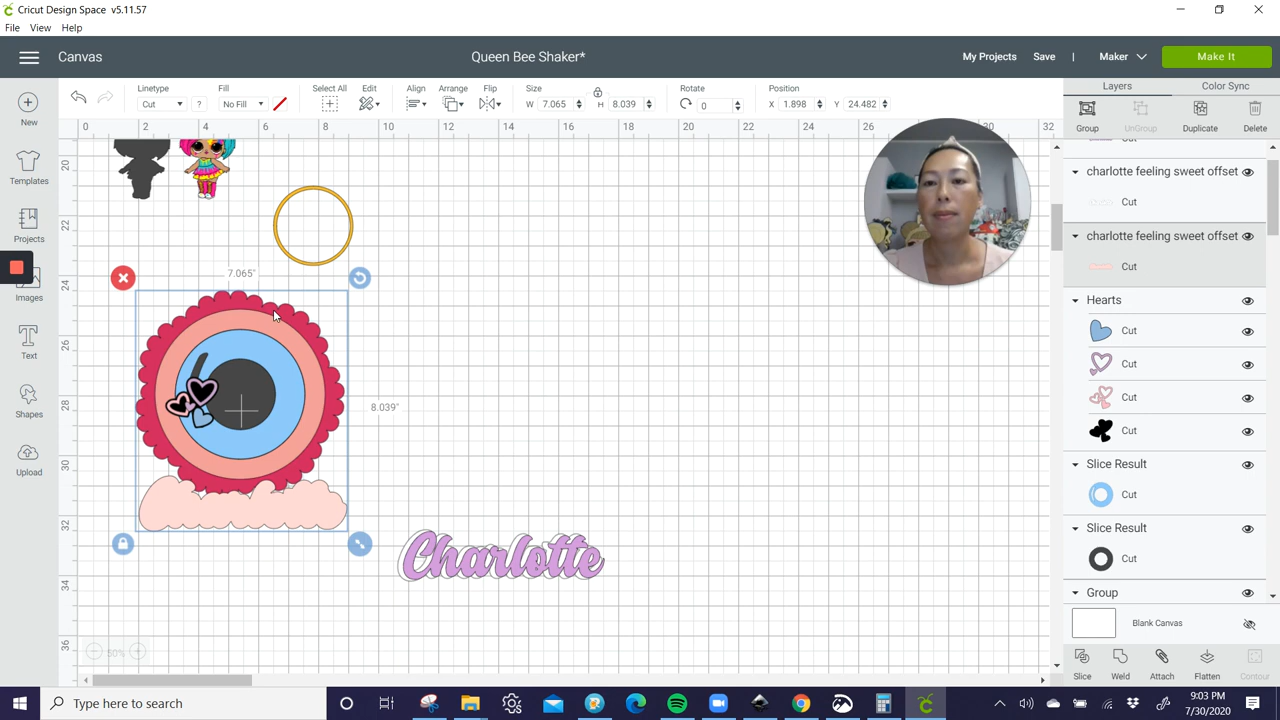 Cricut Design Space v5.11.57
File View Help
Canvas
Queen Bee Shaker*
My Projects Save | Maker Make It
Linetype Fill Select All Edit Align Arrange Flip Size Rotate Position
Cut ? No Fill W 7.065 H 8.039 0 X 1.898 Y 24.482
Layers Color Sync
Group UnGroup Duplicate Delete
New
Templates
Projects
Images
Text
Shapes
Upload
0 2 4 6 8 12 14 16 18 20 22 24 26 28 30 32
20
22
24
26
28
30
32
34
36
7.065"
8.039"
Charlotte
50%
Cut
charlotte feeling sweet offset
Cut
charlotte feeling sweet offset
Cut
Hearts
Cut
Cut
Cut
Cut
Slice Result
Cut
Slice Result
Cut
Group
Blank Canvas
Slice Weld Attach Flatten Contour
Type here to search
9:03 PM
7/30/2020